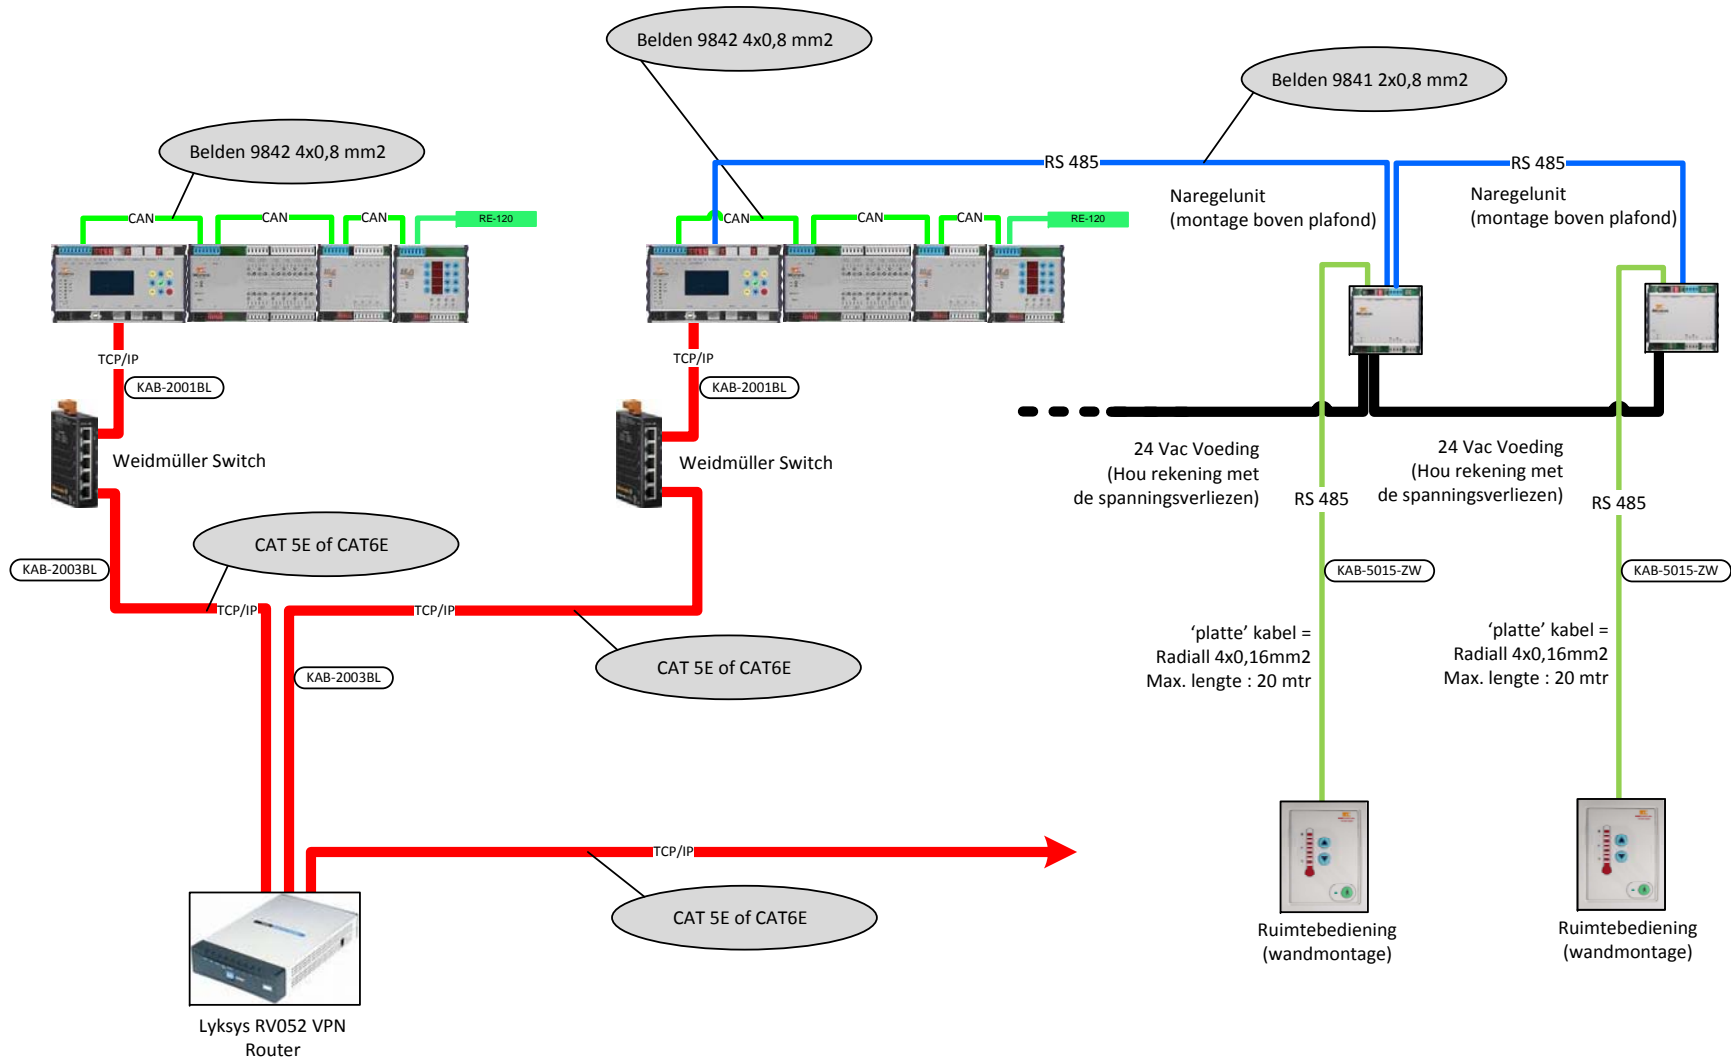 Belden 9842 4x0,8 mm2
Belden 9841 2x0,8 mm2
Belden 9842 4x0,8 mm2
RS 485
RS 485
Naregelunit
(montage boven plafond)
Naregelunit
(montage boven plafond)
CAN
CAN
CAN
RE-120
CAN
CAN
CAN
RE-120
TCP/IP
KAB-2001BL
TCP/IP
KAB-2001BL
Weidmüller Switch
Weidmüller Switch
24 Vac Voeding
(Hou rekening met
de spanningsverliezen)
24 Vac Voeding
(Hou rekening met
de spanningsverliezen)
RS 485
RS 485
CAT 5E of CAT6E
KAB-2003BL
KAB-5015-ZW
KAB-5015-ZW
TCP/IP
TCP/IP
CAT 5E of CAT6E
KAB-2003BL
‘platte’ kabel =
Radiall 4x0,16mm2
Max. lengte : 20 mtr
‘platte’ kabel =
Radiall 4x0,16mm2
Max. lengte : 20 mtr
TCP/IP
CAT 5E of CAT6E
Ruimtebediening
(wandmontage)
Ruimtebediening
(wandmontage)
Lyksys RV052 VPN
Router